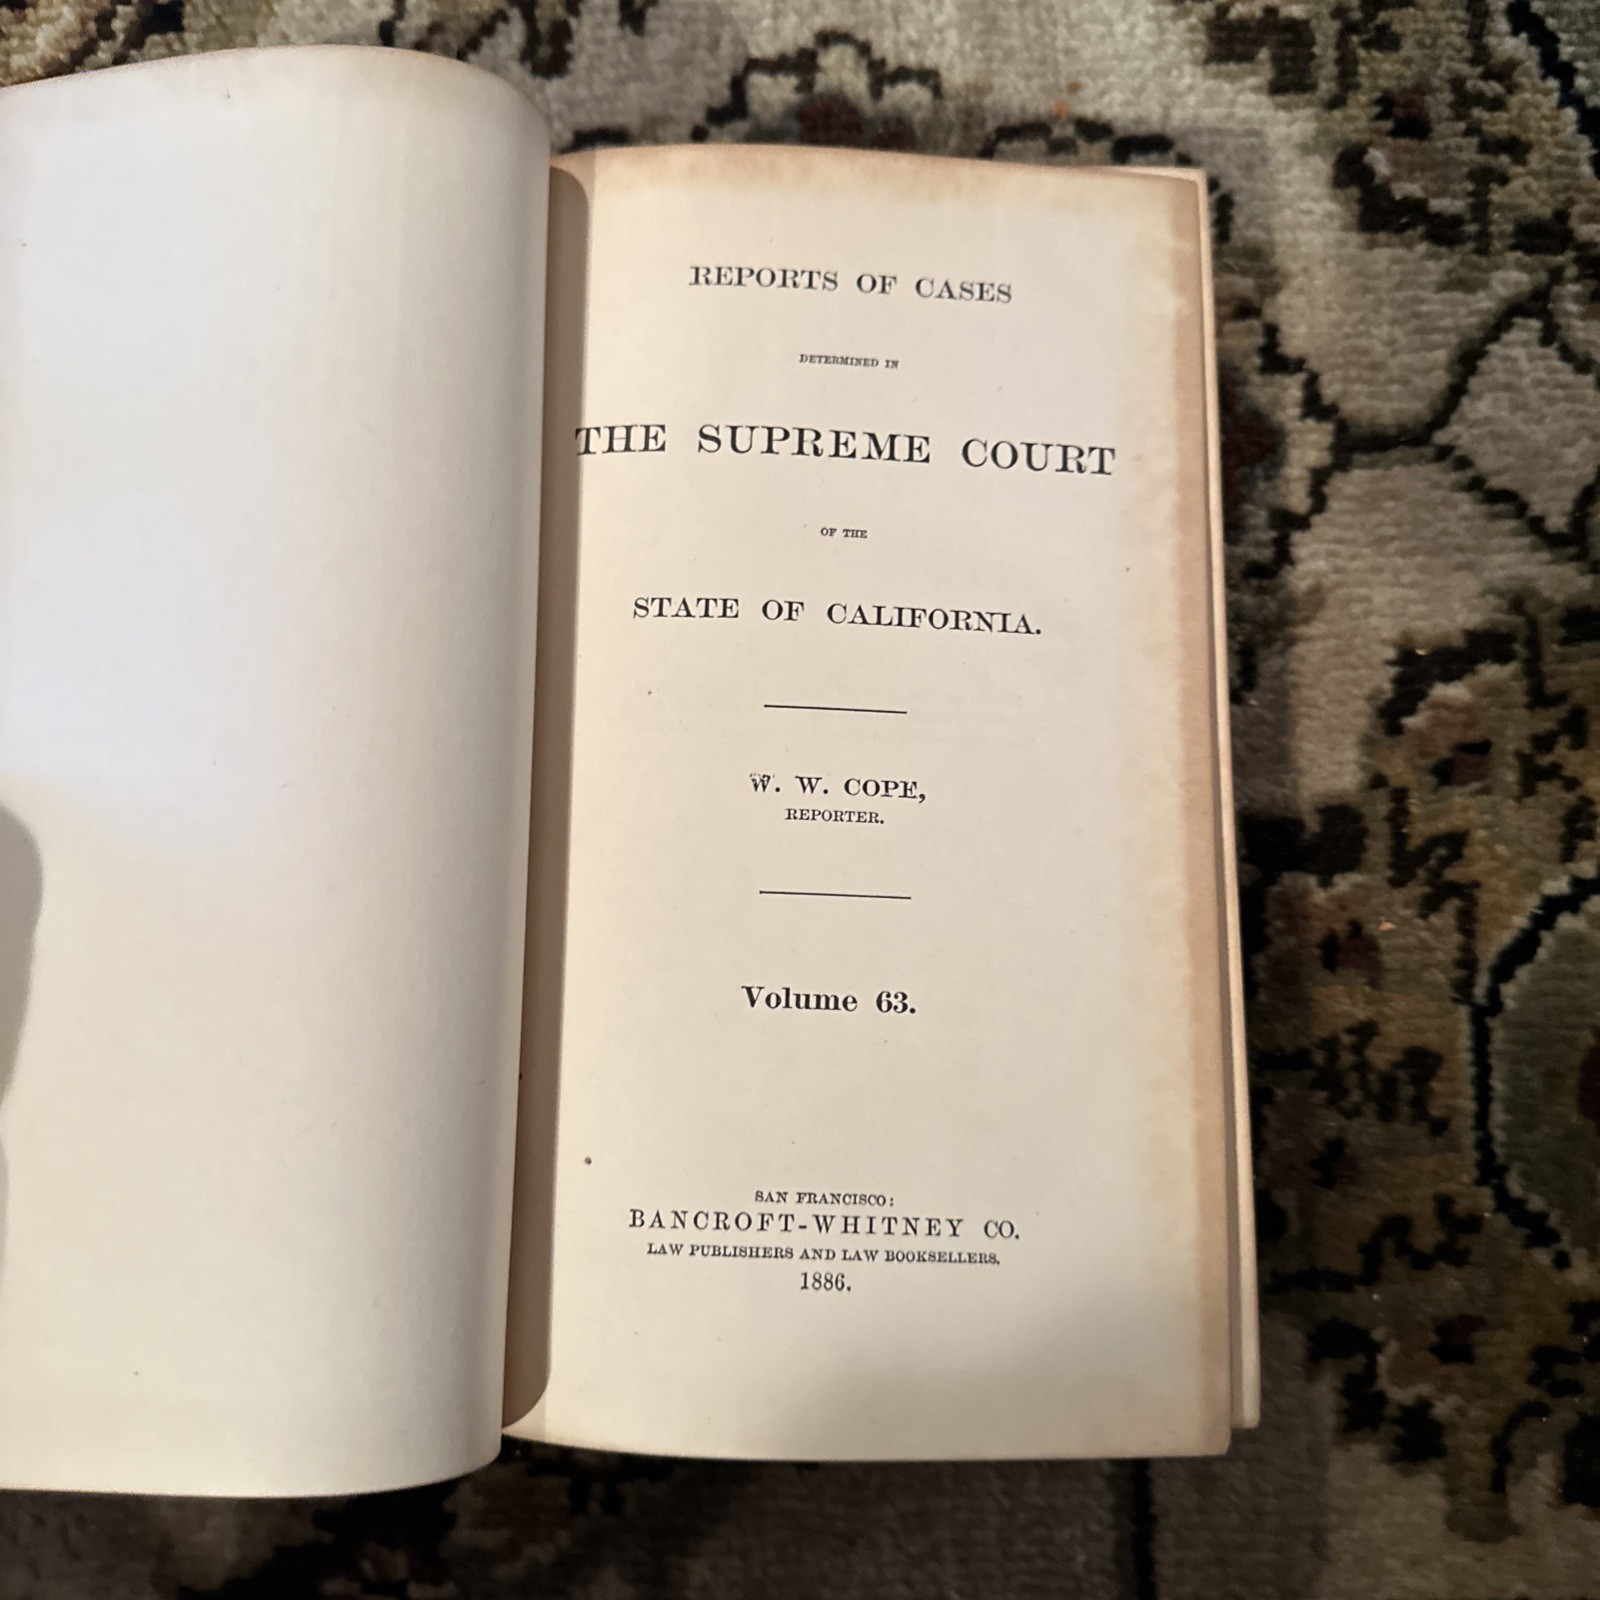 REPORTS OF CASES
DETERMINED IN
THE SUPREME COURT
OF THE
STATE OF CALIFORNIA.
W. W. COPE,
REPORTER.
Volume 63.
SAN FRANCISCO:
BANCROFT-WHITNEY CO.
LAW PUBLISHERS AND LAW BOOKSELLERS.
1886.